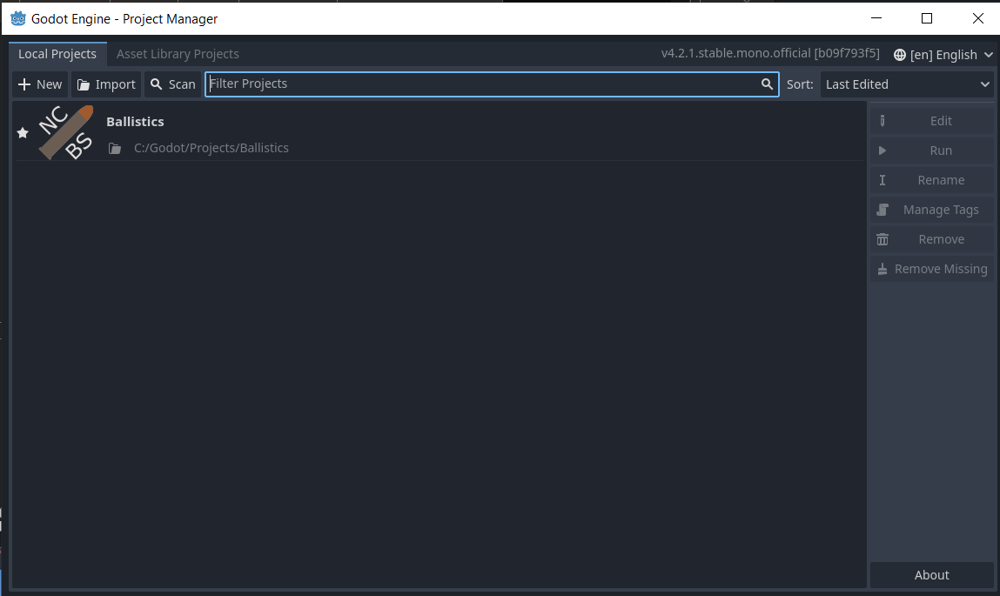 Godot Engine - Project Manager
Local Projects Asset Library Projects v4.2.1.stable.mono.official [b09f793f5] [en] English
New Import Scan Filter Projects Sort: Last Edited
NC
BS
Ballistics
C:/Godot/Projects/Ballistics
Edit
Run
Rename
Manage Tags
Remove
Remove Missing
About